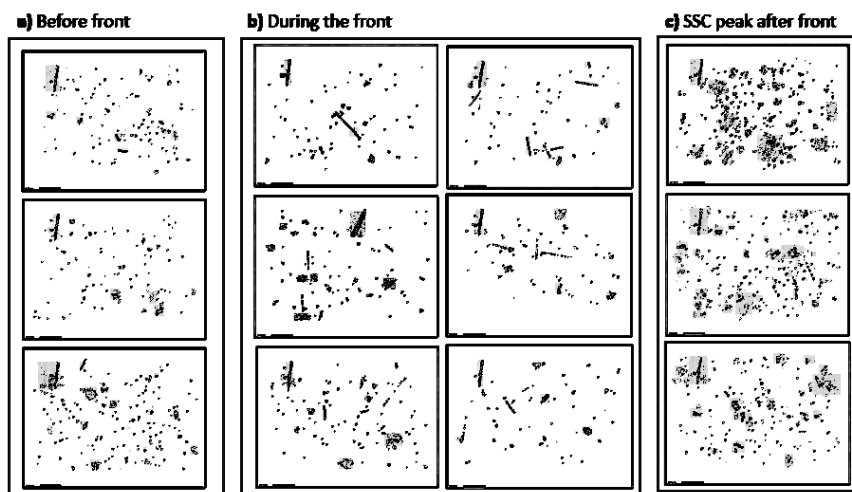 a) Before front
b) During the front
c) SSC peak after front